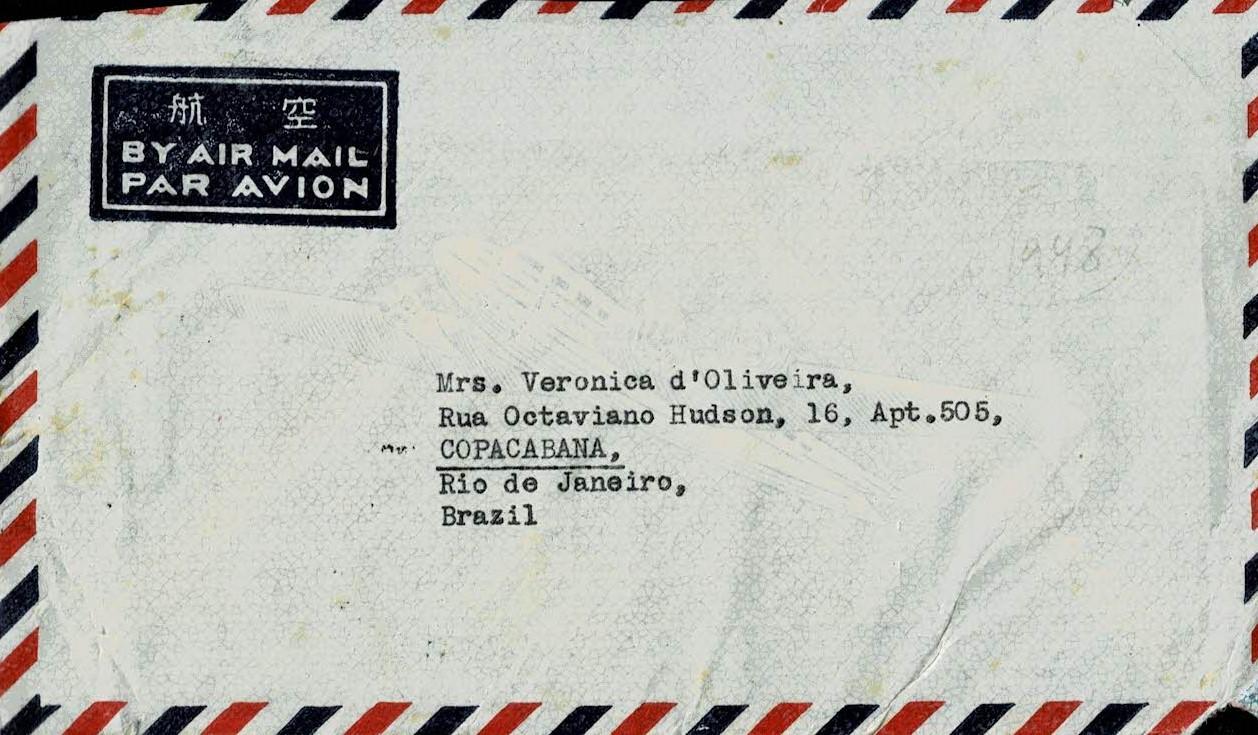 航 空
BY AIR MAIL
PAR AVION
1948
Mrs. Veronica d'Oliveira,
Rua Octaviano Hudson, 16, Apt.505,
COPACABANA,
Rio de Janeiro,
Brazil